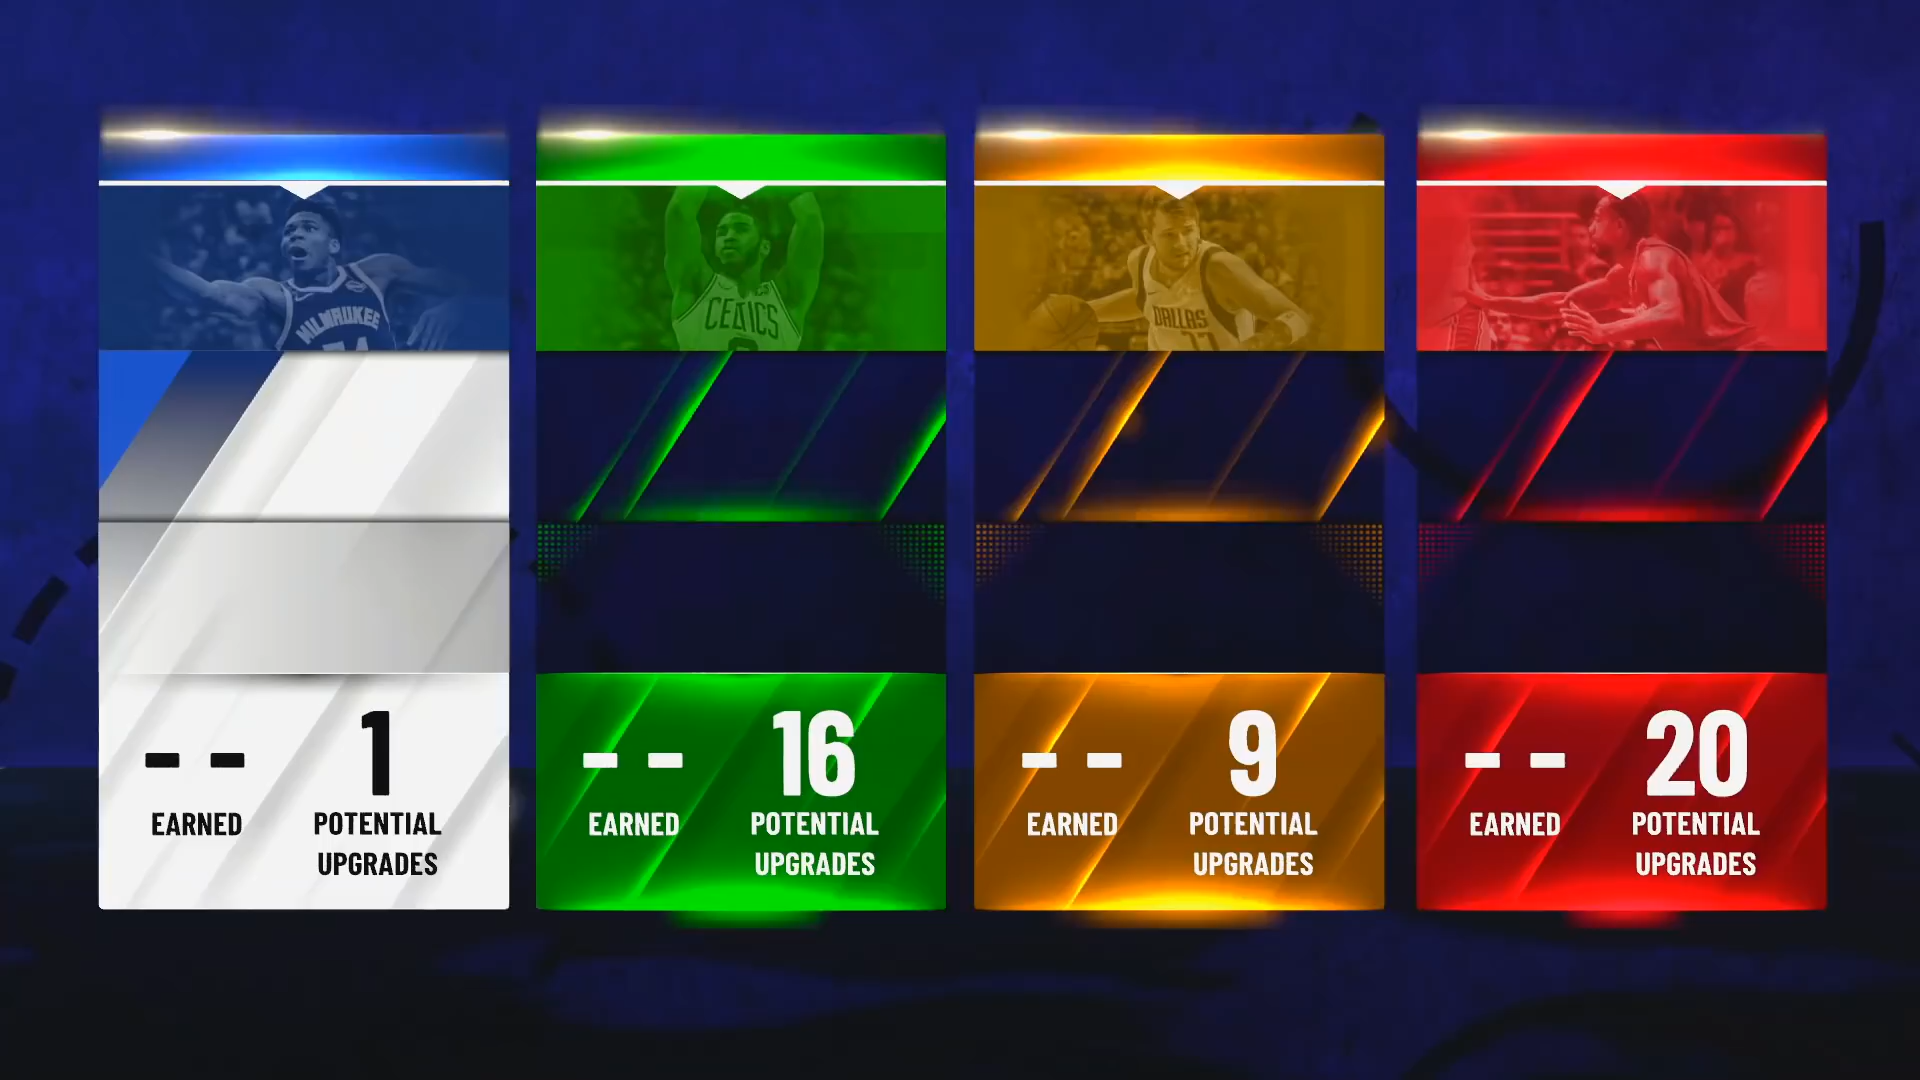 MILWAUKEE
CELTICS
DALLAS
- - 1
EARNED POTENTIAL
UPGRADES
- - 16
EARNED POTENTIAL
UPGRADES
- - 9
EARNED POTENTIAL
UPGRADES
- - 20
EARNED POTENTIAL
UPGRADES